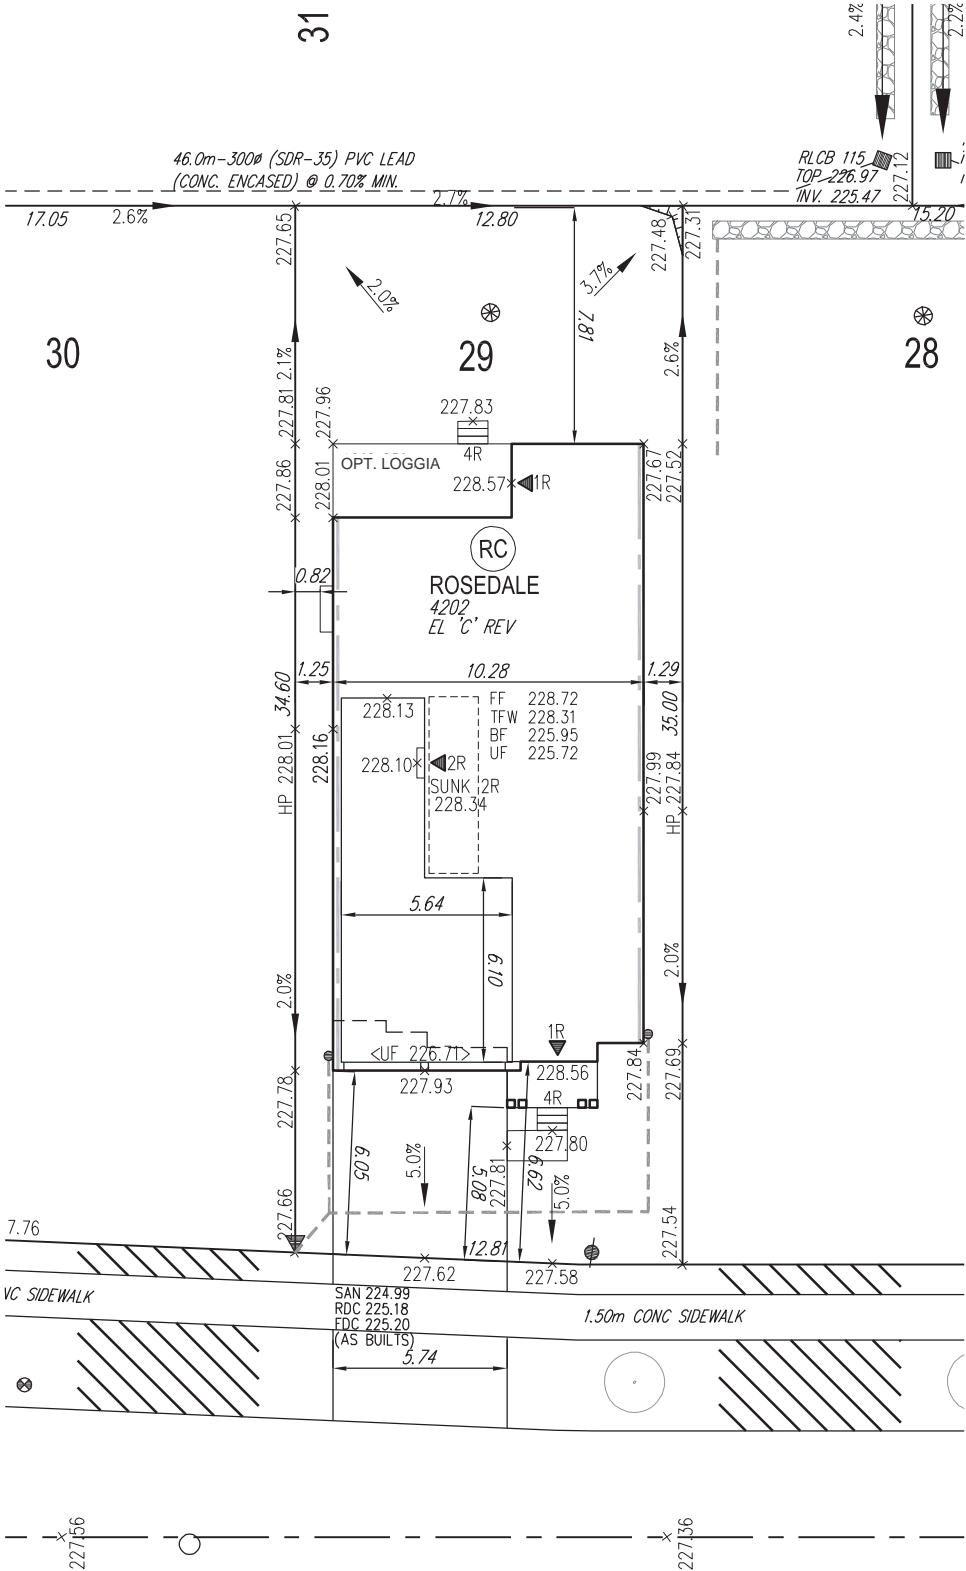 31
2.4%
2.2%
46.0m-300ø (SDR-35) PVC LEAD
(CONC. ENCASED) @ 0.70% MIN.
RLCB 115
TOP 226.97
INV. 225.47
227.12
17.05
2.6%
2.7%
12.80
15.20
227.65
227.48
227.31
2.0%
3.7%
7.81
30
29
28
2.1%
2.6%
227.81
227.96
227.83
4R
OPT. LOGGIA
227.86
228.01
228.57
1R
227.67
227.52
RC
ROSEDALE
4202
EL 'C' REV
0.82
1.25
10.28
1.29
34.60
35.00
228.13
FF 228.72
TFW 228.31
BF 225.95
UF 225.72
HP 228.01
228.16
228.10
2R
SUNK 2R
228.34
227.99
HP 227.84
5.64
6.10
2.0%
2.0%
<UF 226.71>
1R
227.93
228.56
4R
227.84
227.69
227.78
227.80
6.05
5.0%
5.08
227.81
6.62
5.0%
227.66
227.54
7.76
12.81
227.62
227.58
NC SIDEWALK
SAN 224.99
RDC 225.18
FDC 225.20
(AS BUILTS)
1.50m CONC SIDEWALK
5.74
227.56
227.36